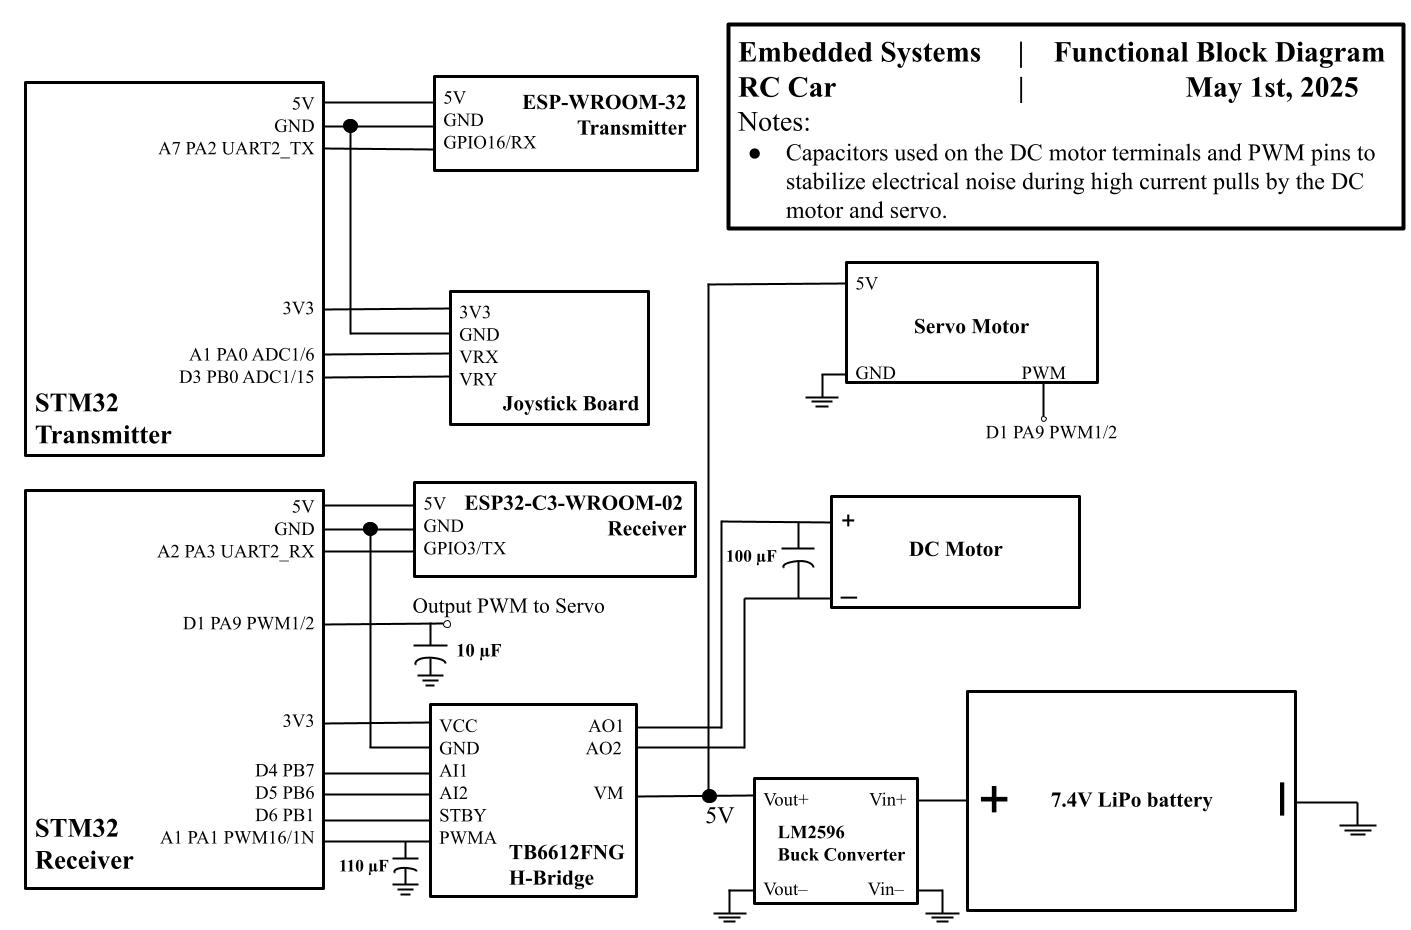 Embedded Systems | Functional Block Diagram
RC Car | May 1st, 2025
Notes:
● Capacitors used on the DC motor terminals and PWM pins to
stabilize electrical noise during high current pulls by the DC
motor and servo.
5V
GND
A7 PA2 UART2_TX
3V3
A1 PA0 ADC1/6
D3 PB0 ADC1/15
STM32
Transmitter
5V
GND
GPIO16/RX
ESP-WROOM-32
Transmitter
3V3
GND
VRX
VRY
Joystick Board
5V
GND
PWM
Servo Motor
D1 PA9 PWM1/2
5V
GND
A2 PA3 UART2_RX
D1 PA9 PWM1/2
3V3
D4 PB7
D5 PB6
D6 PB1
A1 PA1 PWM16/1N
STM32
Receiver
5V
GND
GPIO3/TX
ESP32-C3-WROOM-02
Receiver
Output PWM to Servo
10 µF
110 µF
VCC
GND
AI1
AI2
STBY
PWMA
AO1
AO2
VM
TB6612FNG
H-Bridge
100 µF
+
–
DC Motor
5V
Vout+
Vin+
LM2596
Buck Converter
Vout–
Vin–
+
7.4V LiPo battery
–